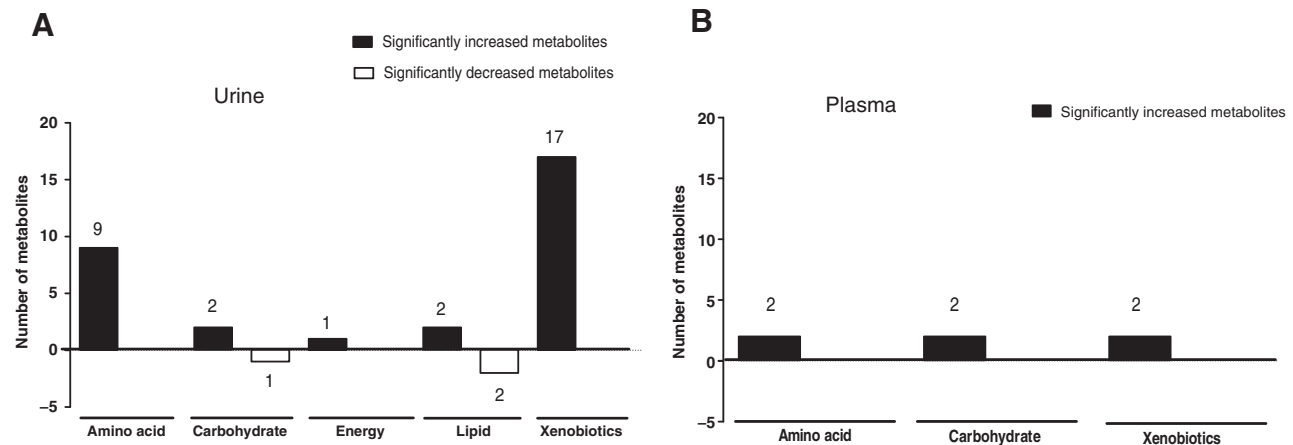 A
Significantly increased metabolites
Significantly decreased metabolites
Urine
Number of metabolites
20
15
10
5
0
−5
9
2
1
1
2
2
17
Amino acid
Carbohydrate
Energy
Lipid
Xenobiotics
B
Plasma
Significantly increased metabolites
Number of metabolites
20
15
10
5
0
−5
2
2
2
Amino acid
Carbohydrate
Xenobiotics